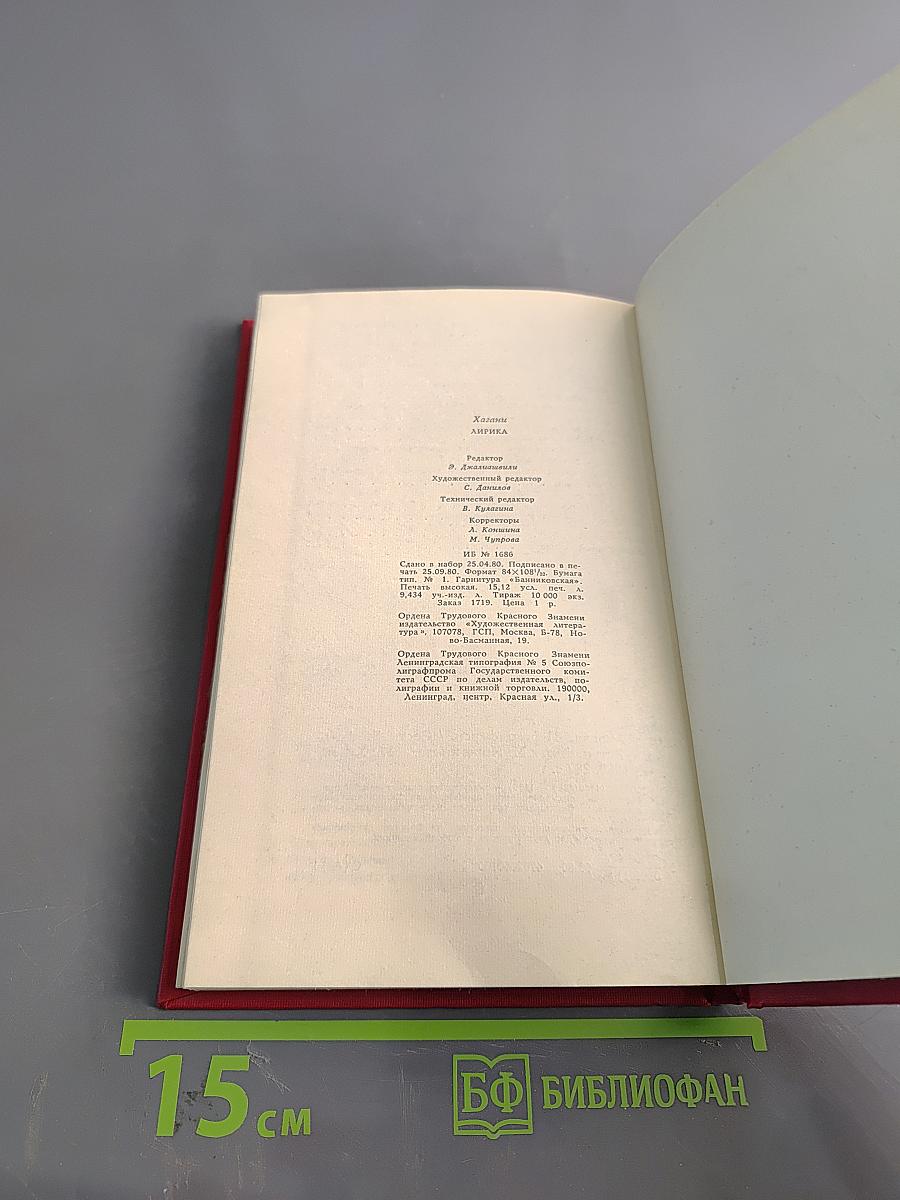 Хагани
ЛИРИКА
Редактор
Э. Джалиашвили
Художественный редактор
С. Данилов
Технический редактор
В. Кулагина
Корректоры
Л. Коншина
М. Чупрова
ИБ № 1686
Сдано в набор 25.04.80. Подписано в пе-
чать 25.09.80. Формат 84×108¹/₃₂. Бумага
тип. № 1. Гарнитура «Банниковская».
Печать высокая. 15,12 усл. печ. л.
9,434 уч.-изд. л. Тираж 10 000 экз.
Заказ 1719. Цена 1 р.
Ордена Трудового Красного Знамени
издательство «Художественная литера-
тура», 107078, ГСП, Москва, Б-78, Но-
во-Басманная, 19.
Ордена Трудового Красного Знамени
Ленинградская типография № 5 Союзпо-
лиграфпрома Государственного коми-
тета СССР по делам издательств, по-
лиграфии и книжной торговли. 190000,
Ленинград, центр, Красная ул., 1/3.
15 см
БФ БИБЛИОФАН